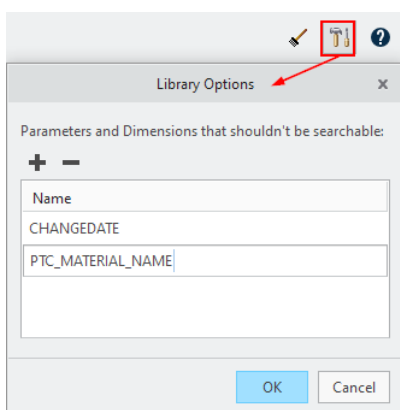 ?
Library Options ×
Parameters and Dimensions that shouldn't be searchable:
+ −
Name
CHANGEDATE
PTC_MATERIAL_NAME
OK Cancel